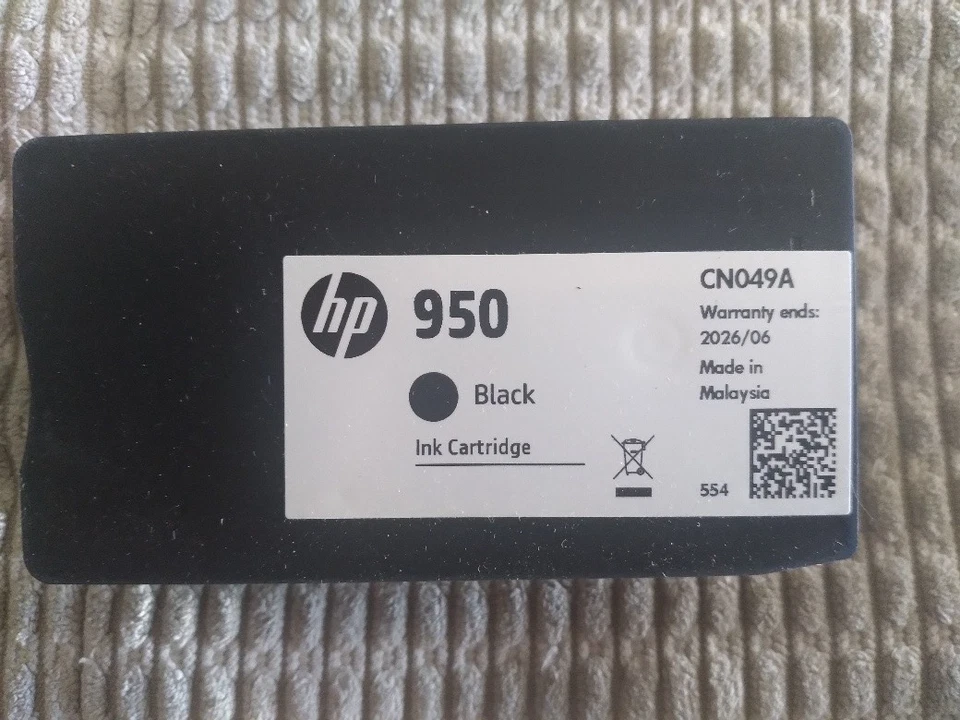 hp
950
Black
Ink Cartridge
CN049A
Warranty ends:
2026/06
Made in
Malaysia
554